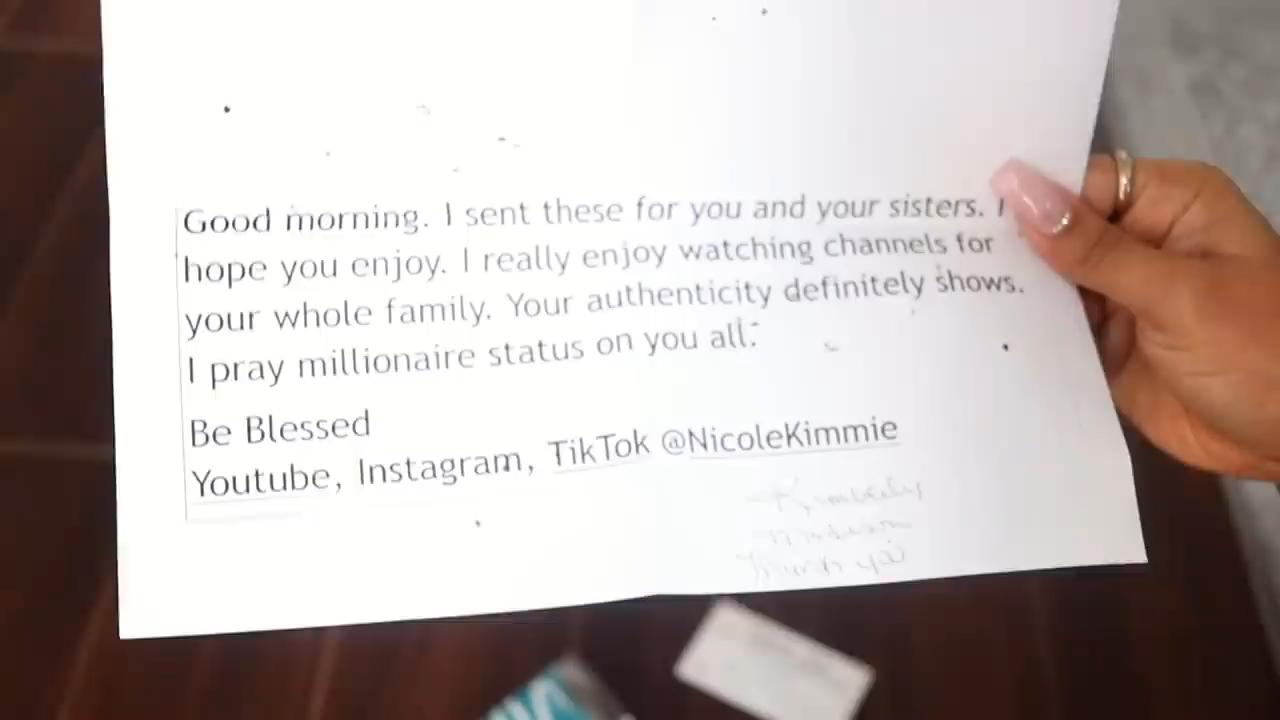 Good morning. I sent these for you and your sisters. I
hope you enjoy. I really enjoy watching channels for
your whole family. Your authenticity definitely shows.
I pray millionaire status on you all.
Be Blessed
Youtube, Instagram, TikTok @NicoleKimmie
Kimberly